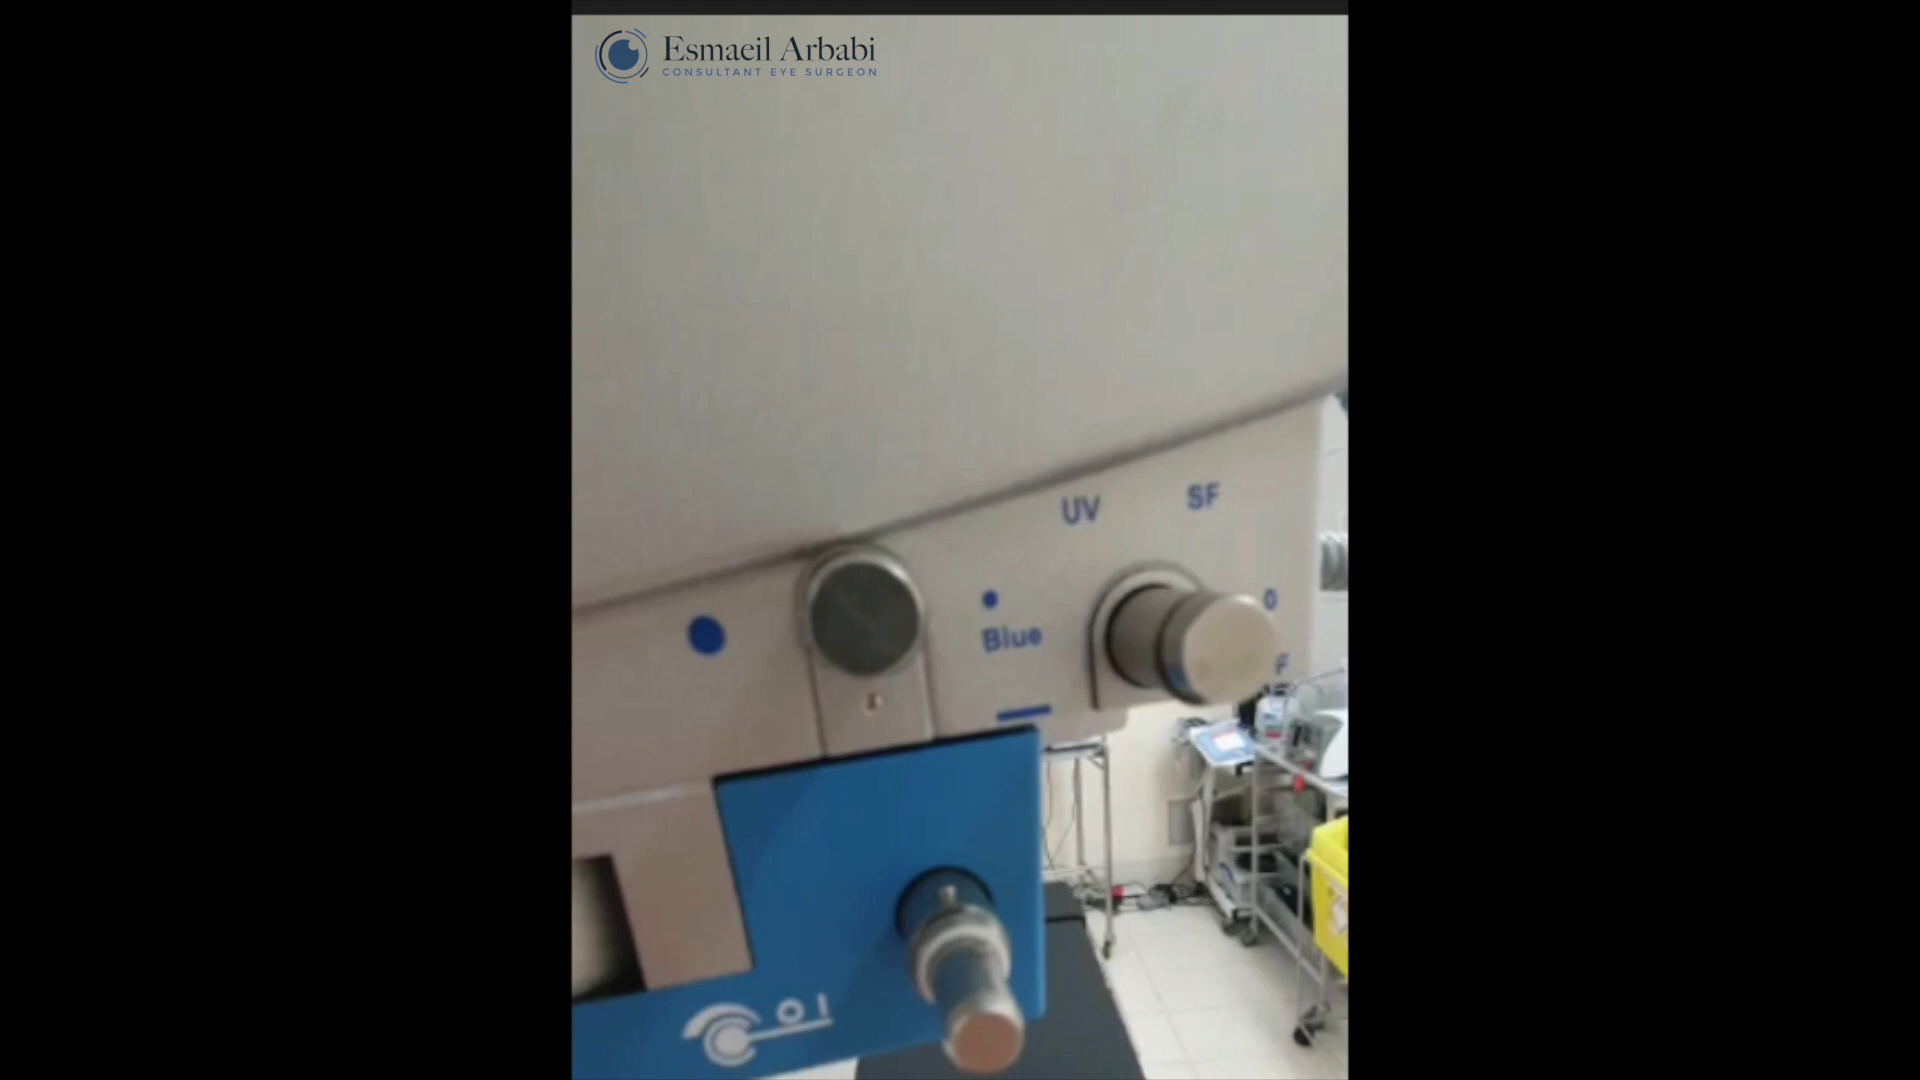 Esmaeil Arbabi
CONSULTANT EYE SURGEON
UV SF
0
Blue
F
O I